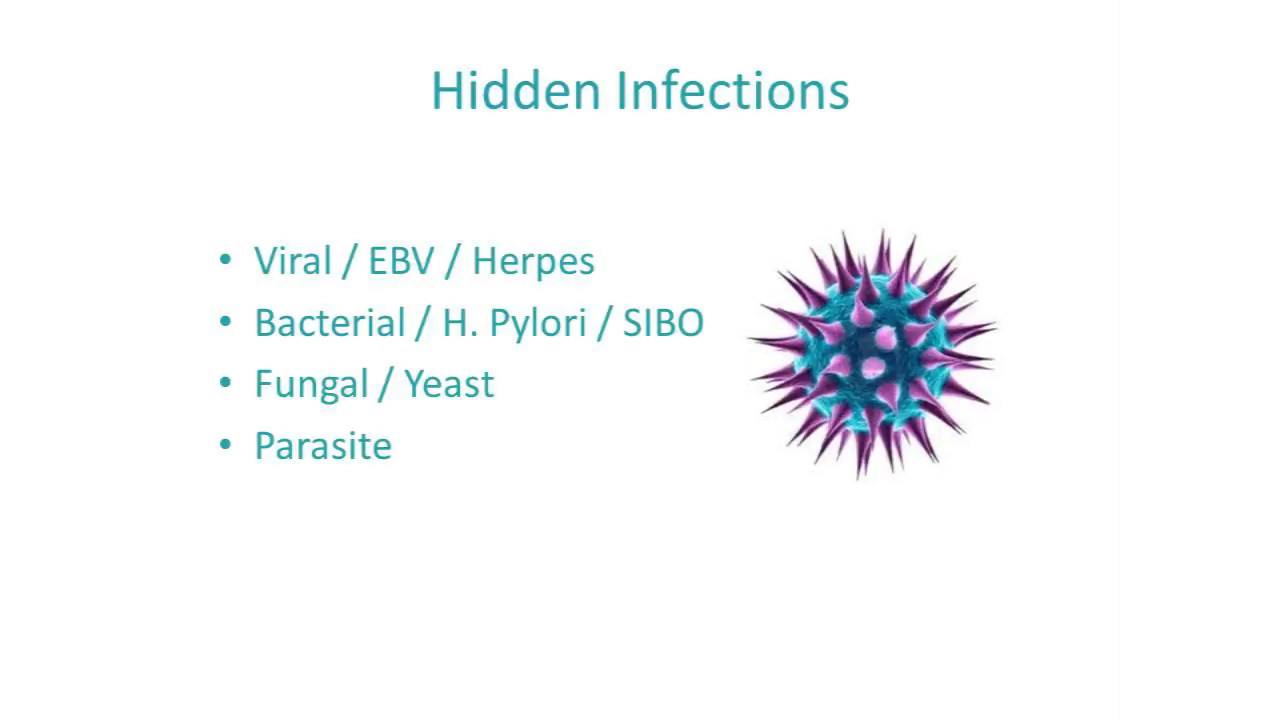 Hidden Infections
• Viral / EBV / Herpes
• Bacterial / H. Pylori / SIBO
• Fungal / Yeast
• Parasite